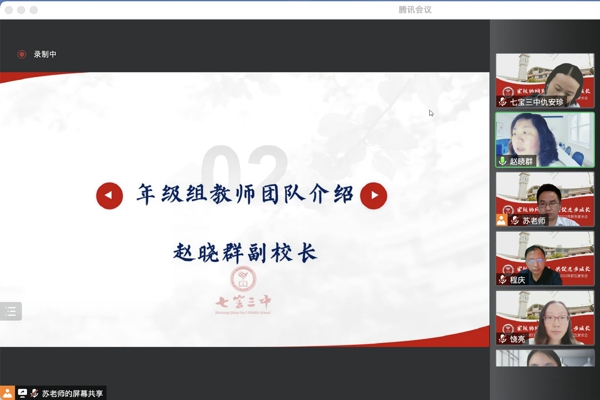 腾讯会议
录制中
02
年级组教师团队介绍
赵晓群副校长
七宝三中
七宝三中仇安珍
赵晓群
苏老师
程庆
饶亮
苏老师的屏幕共享